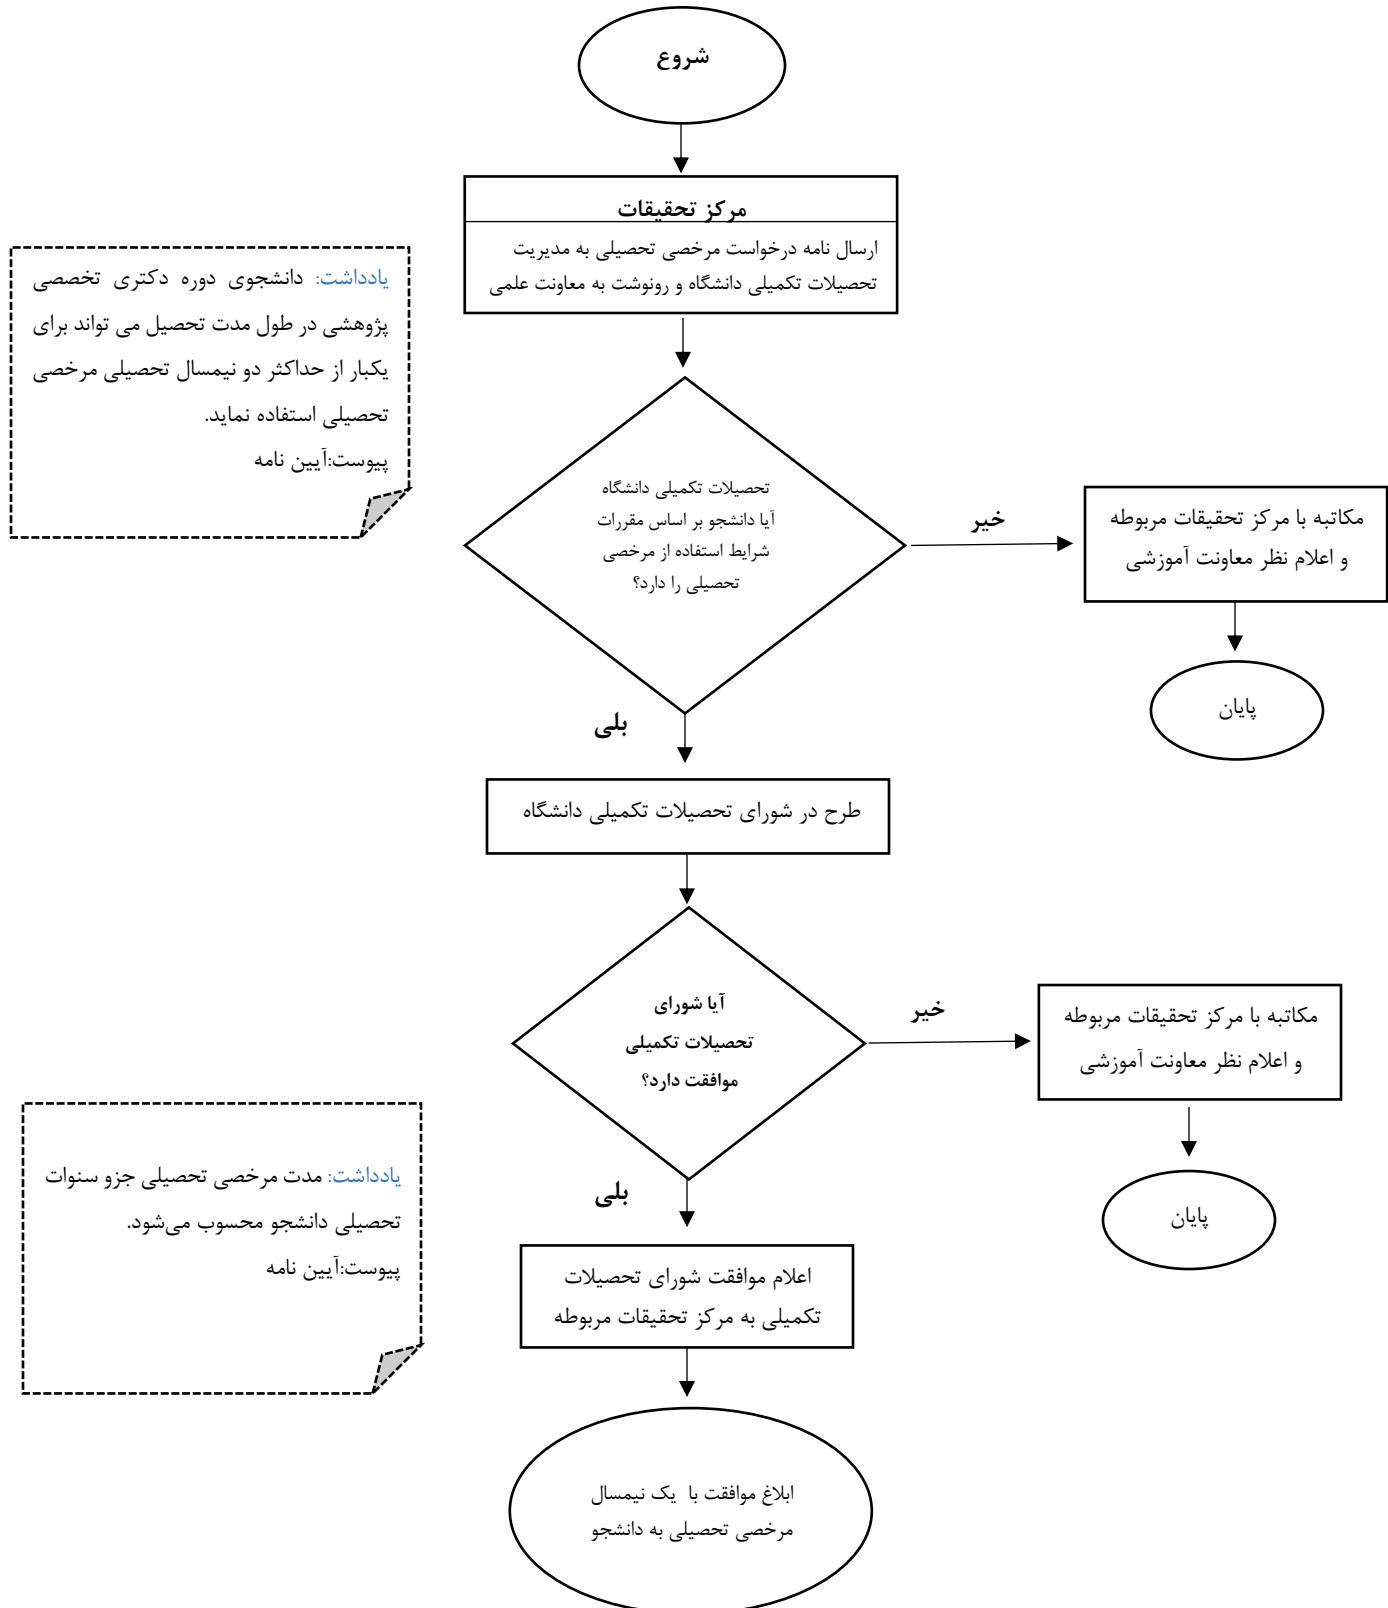 شروع
مرکز تحقیقات
ارسال نامه درخواست مرخصی تحصیلی به مدیریت
تحصیلات تکمیلی دانشگاه و رونوشت به معاونت علمی
یادداشت: دانشجوی دوره دکتری تخصصی
پژوهشی در طول مدت تحصیل می تواند برای
یکبار از حداکثر دو نیمسال تحصیلی مرخصی
تحصیلی استفاده نماید.
پیوست:آیین نامه
تحصیلات تکمیلی دانشگاه
آیا دانشجو بر اساس مقررات
شرایط استفاده از مرخصی
تحصیلی را دارد؟
خیر
مکاتبه با مرکز تحقیقات مربوطه
و اعلام نظر معاونت آموزشی
پایان
بلی
طرح در شورای تحصیلات تکمیلی دانشگاه
آیا شورای
تحصیلات تکمیلی
موافقت دارد؟
خیر
مکاتبه با مرکز تحقیقات مربوطه
و اعلام نظر معاونت آموزشی
پایان
بلی
یادداشت: مدت مرخصی تحصیلی جزو سنوات
تحصیلی دانشجو محسوب می‌شود.
پیوست:آیین نامه
اعلام موافقت شورای تحصیلات
تکمیلی به مرکز تحقیقات مربوطه
ابلاغ موافقت با یک نیمسال
مرخصی تحصیلی به دانشجو